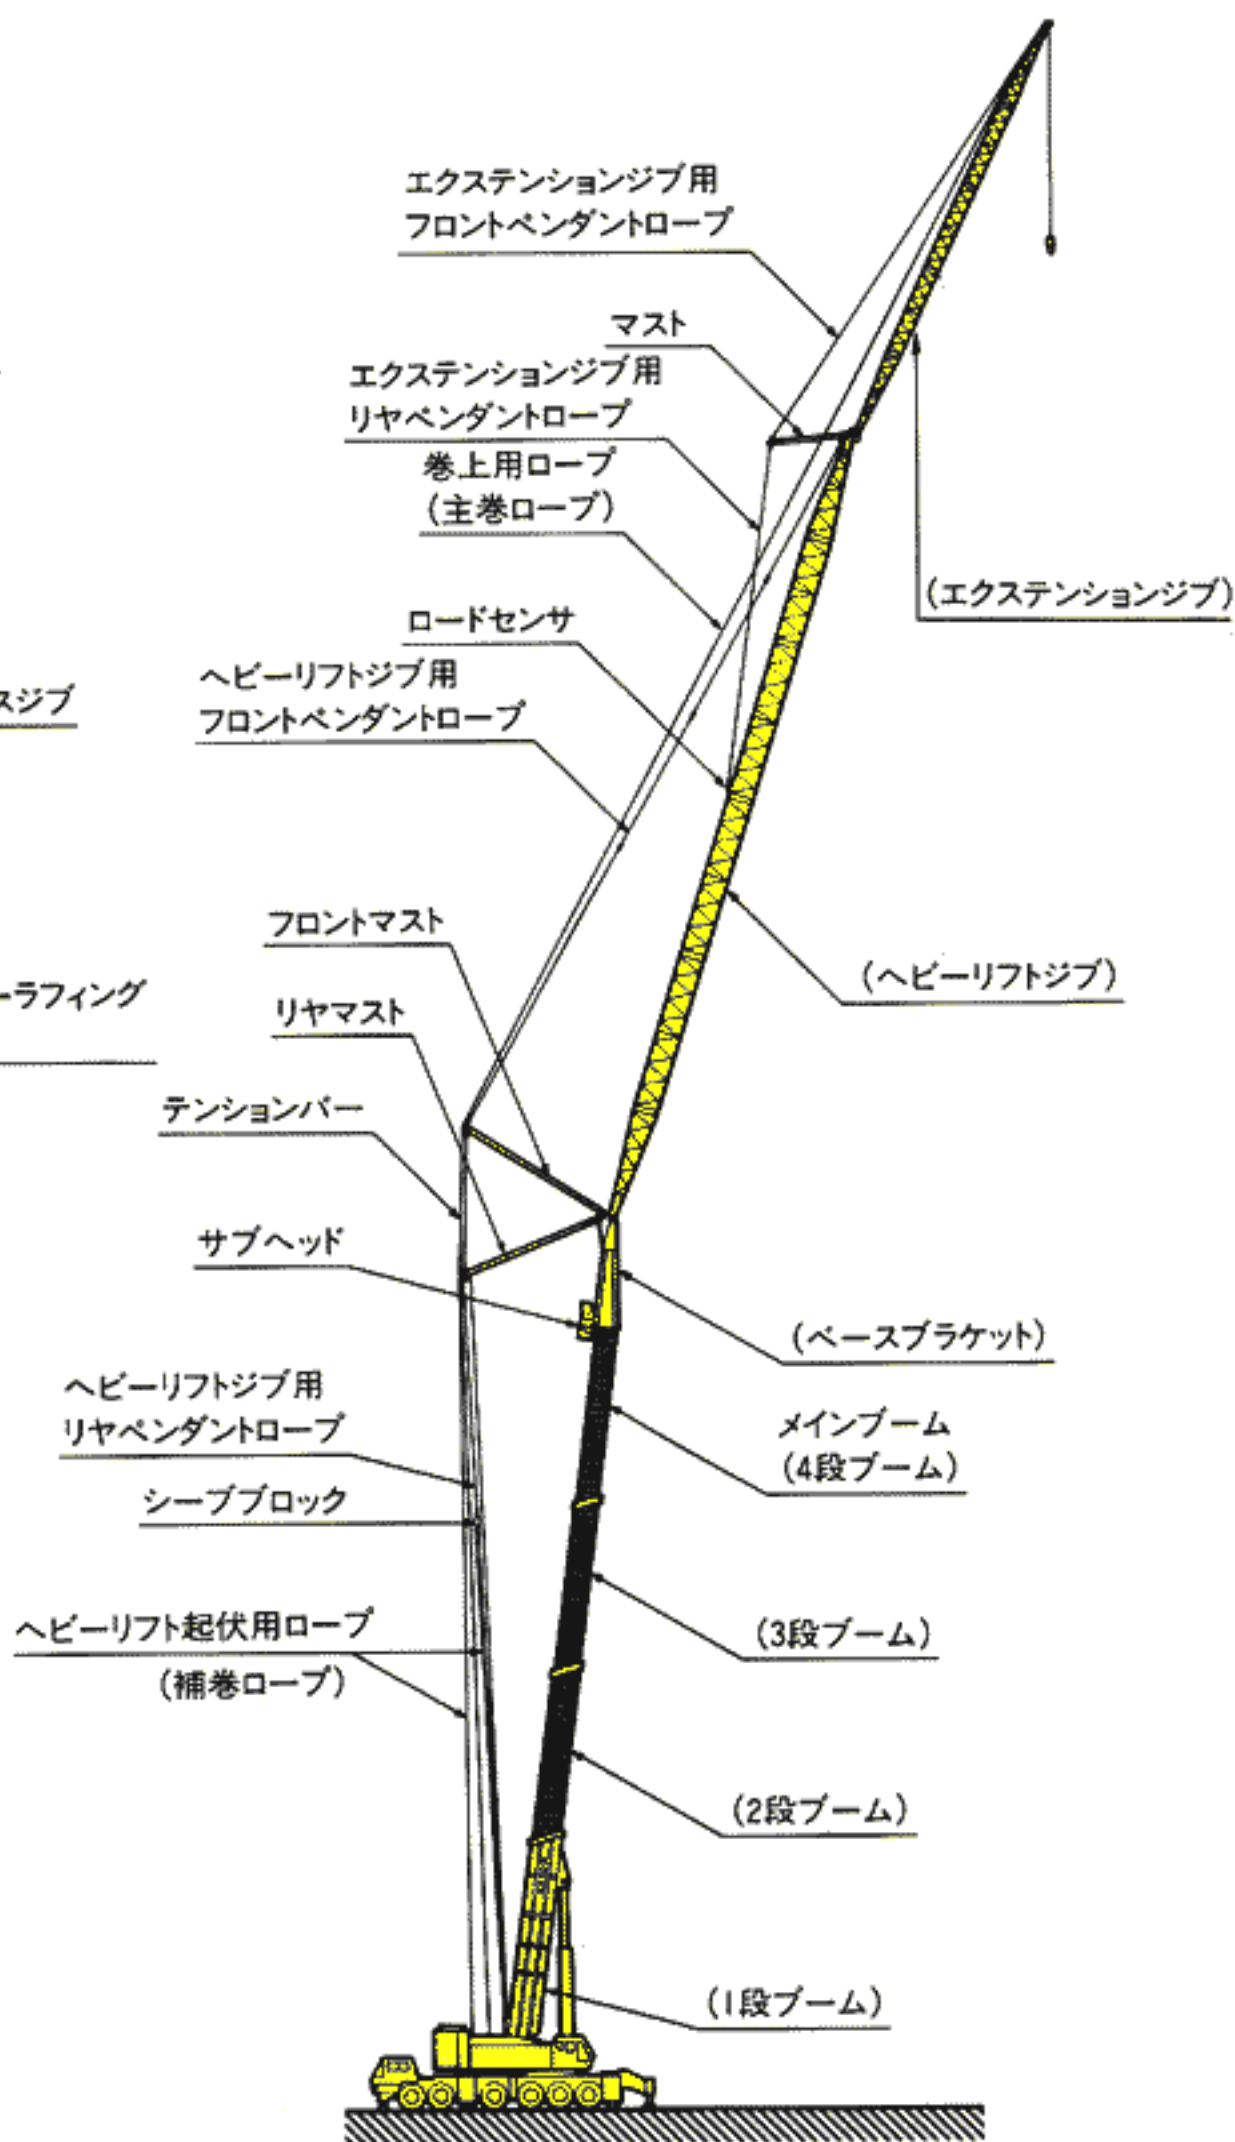 エクステンションジブ用
フロントペンダントロープ
マスト
エクステンションジブ用
リヤペンダントロープ
巻上用ロープ
(主巻ロープ)
(エクステンションジブ)
ロードセンサ
ヘビーリフトジブ用
フロントペンダントロープ
スジブ
フロントマスト
(ヘビーリフトジブ)
ーラフィング
リヤマスト
テンションバー
サブヘッド
(ベースブラケット)
ヘビーリフトジブ用
リヤペンダントロープ
メインブーム
(4段ブーム)
シーブブロック
ヘビーリフト起伏用ロープ
(補巻ロープ)
(3段ブーム)
(2段ブーム)
(1段ブーム)